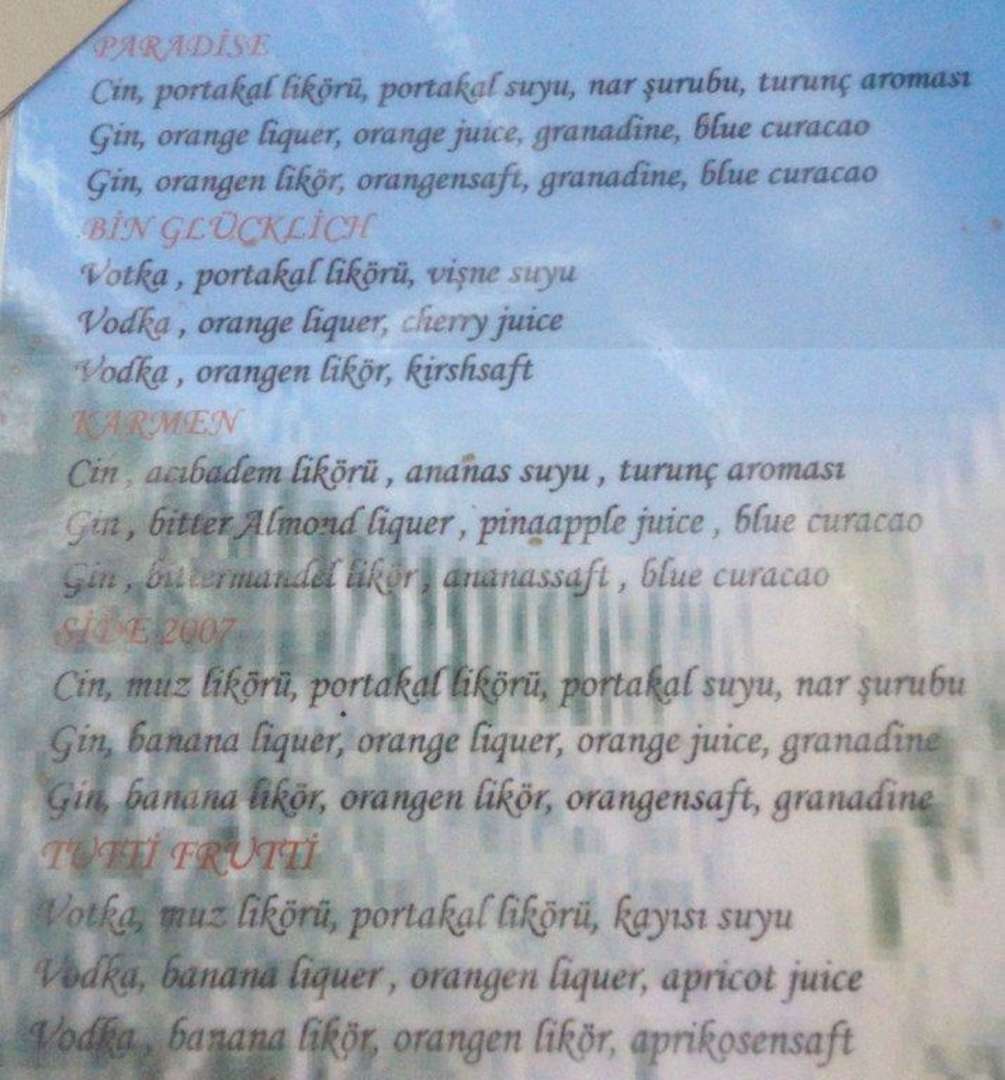 PARADİSE
Cin, portakal likörü, portakal suyu, nar şurubu, turunç aroması
Gin, orange liquer, orange juice, granadine, blue curacao
Gin, orangen likör, orangensaft, granadine, blue curacao
BİN GLÜCKLİCH
Votka , portakal likörü, vişne suyu
Vodka , orange liquer, cherry juice
Vodka , orangen likör, kirshsaft
KARMEN
Cin , acıbadem likörü , ananas suyu , turunç aroması
Gin , bitter Almond liquer , pinaapple juice , blue curacao
Gin , bittermandel likör , ananassaft , blue curacao
SİDE 2007
Cin, muz likörü, portakal likörü, portakal suyu, nar şurubu
Gin, banana liquer, orange liquer, orange juice, granadine
Gin, banana likör, orangen likör, orangensaft, granadine
TUTTİ FRUTTİ
Votka, muz likörü, portakal likörü, kayısı suyu
Vodka, banana liquer , orangen liquer, apricot juice
Vodka , banana likör, orangen likör, aprikosensaft